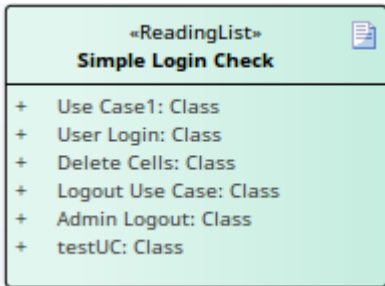 «ReadingList»
Simple Login Check
+ Use Case1: Class
+ User Login: Class
+ Delete Cells: Class
+ Logout Use Case: Class
+ Admin Logout: Class
+ testUC: Class